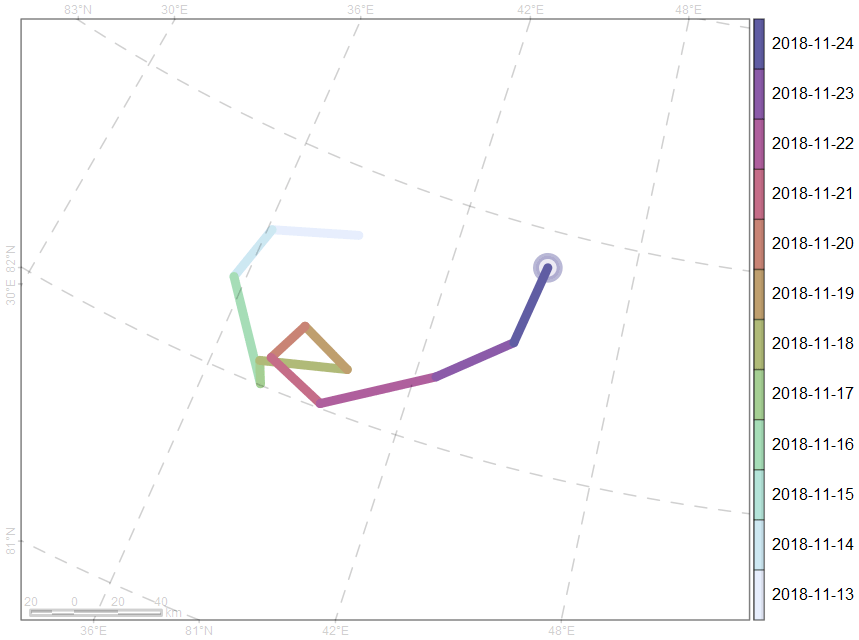 83°N 30°E 36°E 42°E 48°E
2018-11-24
2018-11-23
2018-11-22
2018-11-21
82°N
30°E
2018-11-20
2018-11-19
2018-11-18
2018-11-17
2018-11-16
2018-11-15
81°N
2018-11-14
2018-11-13
20 0 20 40
km
36°E 81°N 42°E 48°E